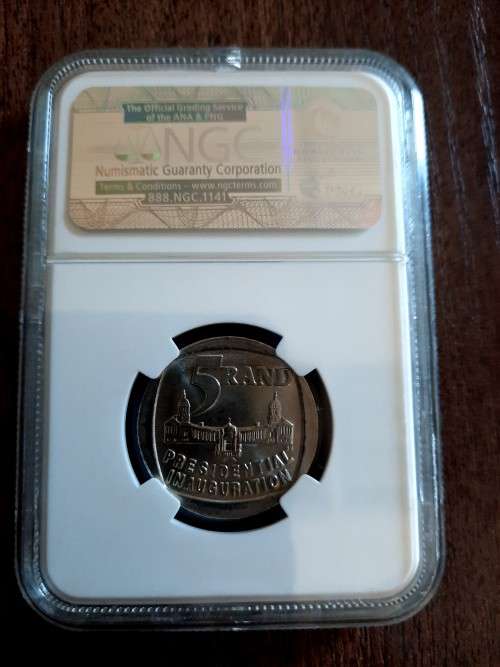 The Official Grading Service
of the ANA & PNG
NGC
Numismatic Guaranty Corporation
Terms & Conditions – www.ngcterms.com
888.NGC.1141
5 RAND
PRESIDENTIAL
INAUGURATION